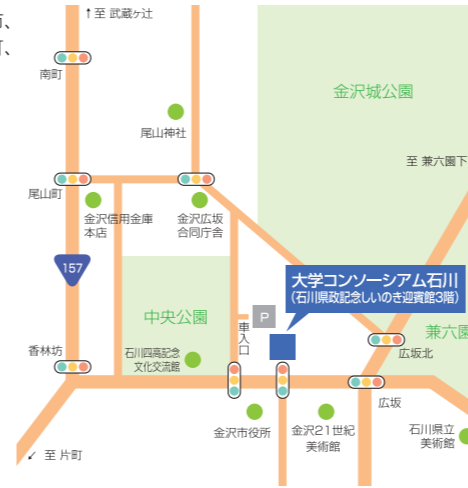 市、
町、
↑至 武蔵ヶ辻
南町
金沢城公園
尾山神社
至 兼六園下
尾山町
金沢信用金庫
本店
金沢広坂
合同庁舎
157
大学コンソーシアム石川
(石川県政記念しいのき迎賓館3階)
P
車入口
中央公園
兼六園
広坂北
香林坊
石川四高記念
文化交流館
広坂
金沢市役所
金沢21世紀
美術館
石川県立
美術館
↙ 至 片町